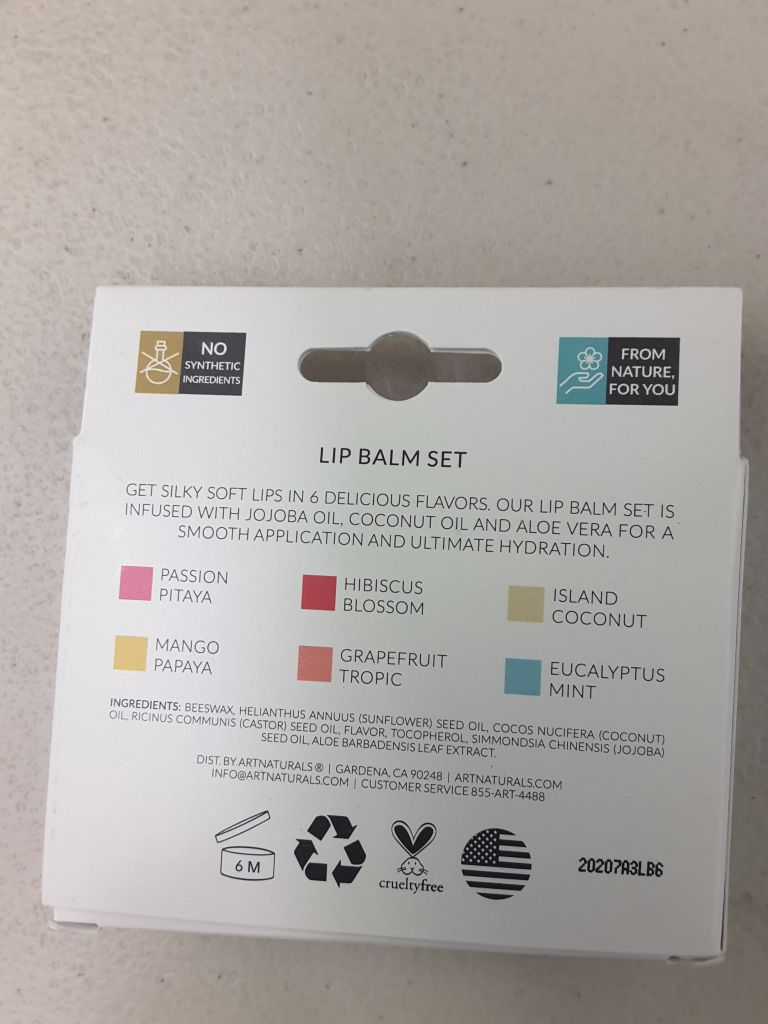 NO
SYNTHETIC
INGREDIENTS
FROM
NATURE,
FOR YOU
LIP BALM SET
GET SILKY SOFT LIPS IN 6 DELICIOUS FLAVORS. OUR LIP BALM SET IS
INFUSED WITH JOJOBA OIL, COCONUT OIL AND ALOE VERA FOR A
SMOOTH APPLICATION AND ULTIMATE HYDRATION.
PASSION
PITAYA
HIBISCUS
BLOSSOM
ISLAND
COCONUT
MANGO
PAPAYA
GRAPEFRUIT
TROPIC
EUCALYPTUS
MINT
INGREDIENTS: BEESWAX, HELIANTHUS ANNUUS (SUNFLOWER) SEED OIL, COCOS NUCIFERA (COCONUT)
OIL, RICINUS COMMUNIS (CASTOR) SEED OIL, FLAVOR, TOCOPHEROL, SIMMONDSIA CHINENSIS (JOJOBA)
SEED OIL, ALOE BARBADENSIS LEAF EXTRACT.
DIST. BY ARTNATURALS ® | GARDENA, CA 90248 | ARTNATURALS.COM
INFO@ARTNATURALS.COM | CUSTOMER SERVICE 855-ART-4488
6 M
crueltyfree
20207A3LB6